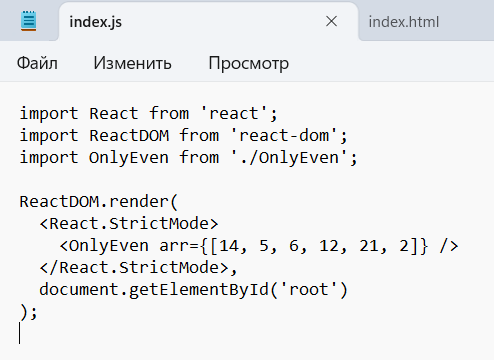 index.js
index.html
Файл Изменить Просмотр
import React from 'react';
import ReactDOM from 'react-dom';
import OnlyEven from './OnlyEven';

ReactDOM.render(
  <React.StrictMode>
    <OnlyEven arr={[14, 5, 6, 12, 21, 2]} />
  </React.StrictMode>,
  document.getElementById('root')
);